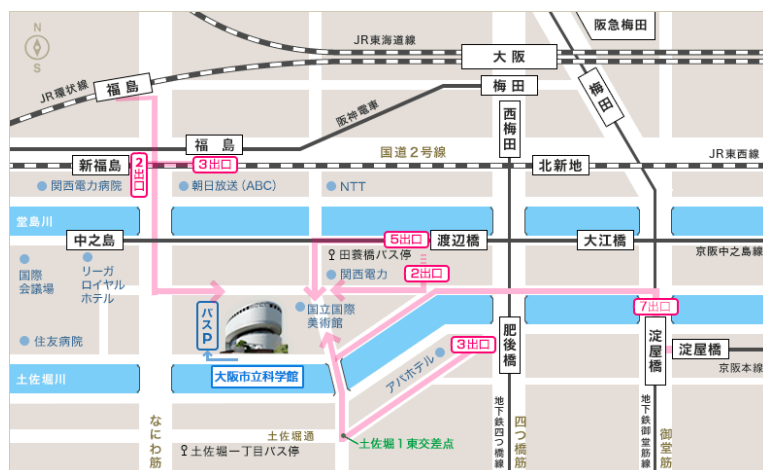 N
S
JR東海道線
阪急梅田
大阪
JR環状線
福島
梅田
梅田
阪神電車
西梅田
福島
国道2号線
新福島
2出口
3出口
北新地
JR東西線
関西電力病院
朝日放送(ABC)
NTT
堂島川
中之島
5出口
渡辺橋
大江橋
京阪中之島線
田蓑橋バス停
国際
会議場
リーガ
ロイヤル
ホテル
関西電力
2出口
バスP
国立国際
美術館
7出口
住友病院
肥後橋
淀屋橋
淀屋橋
3出口
アパホテル
京阪本線
土佐堀川
大阪市立科学館
なにわ筋
土佐堀通
土佐堀1東交差点
土佐堀一丁目バス停
地下鉄四つ橋線
四つ橋筋
地下鉄御堂筋線
御堂筋